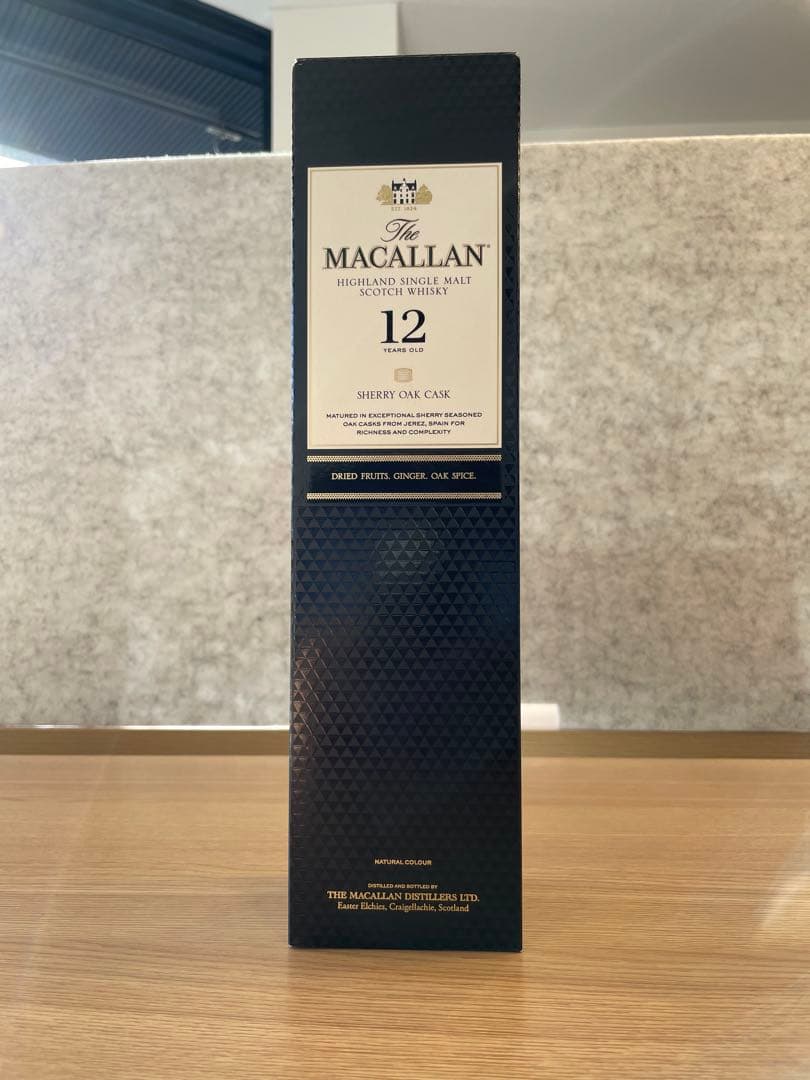 EST. 1824
The
MACALLAN®
HIGHLAND SINGLE MALT
SCOTCH WHISKY
12
YEARS OLD
SHERRY OAK CASK
MATURED IN EXCEPTIONAL SHERRY SEASONED
OAK CASKS FROM JEREZ, SPAIN FOR
RICHNESS AND COMPLEXITY
DRIED FRUITS. GINGER. OAK SPICE.
NATURAL COLOUR
DISTILLED AND BOTTLED BY
THE MACALLAN DISTILLERS LTD.
Easter Elchies, Craigellachie, Scotland